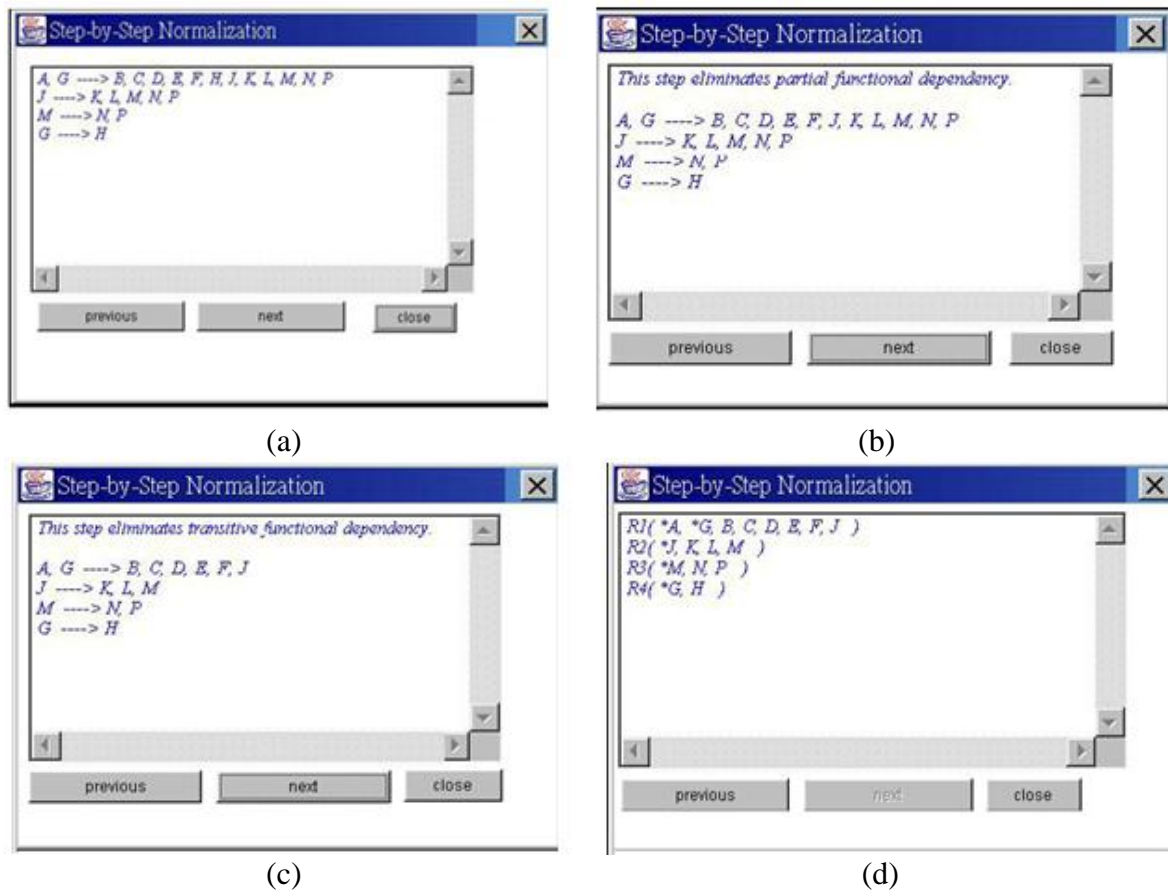 Step-by-Step Normalization
A, G ----> B, C, D, E, F, H, J, K, L, M, N, P
J ----> K, L, M, N, P
M ----> N, P
G ----> H
previous next close
(a)
Step-by-Step Normalization
This step eliminates partial functional dependency.
A, G ----> B, C, D, E, F, J, K, L, M, N, P
J ----> K, L, M, N, P
M ----> N, P
G ----> H
previous next close
(b)
Step-by-Step Normalization
This step eliminates transitive functional dependency.
A, G ----> B, C, D, E, F, J
J ----> K, L, M
M ----> N, P
G ----> H
previous next close
(c)
Step-by-Step Normalization
R1( *A, *G, B, C, D, E, F, J )
R2( *J, K, L, M )
R3( *M, N, P )
R4( *G, H )
previous next close
(d)